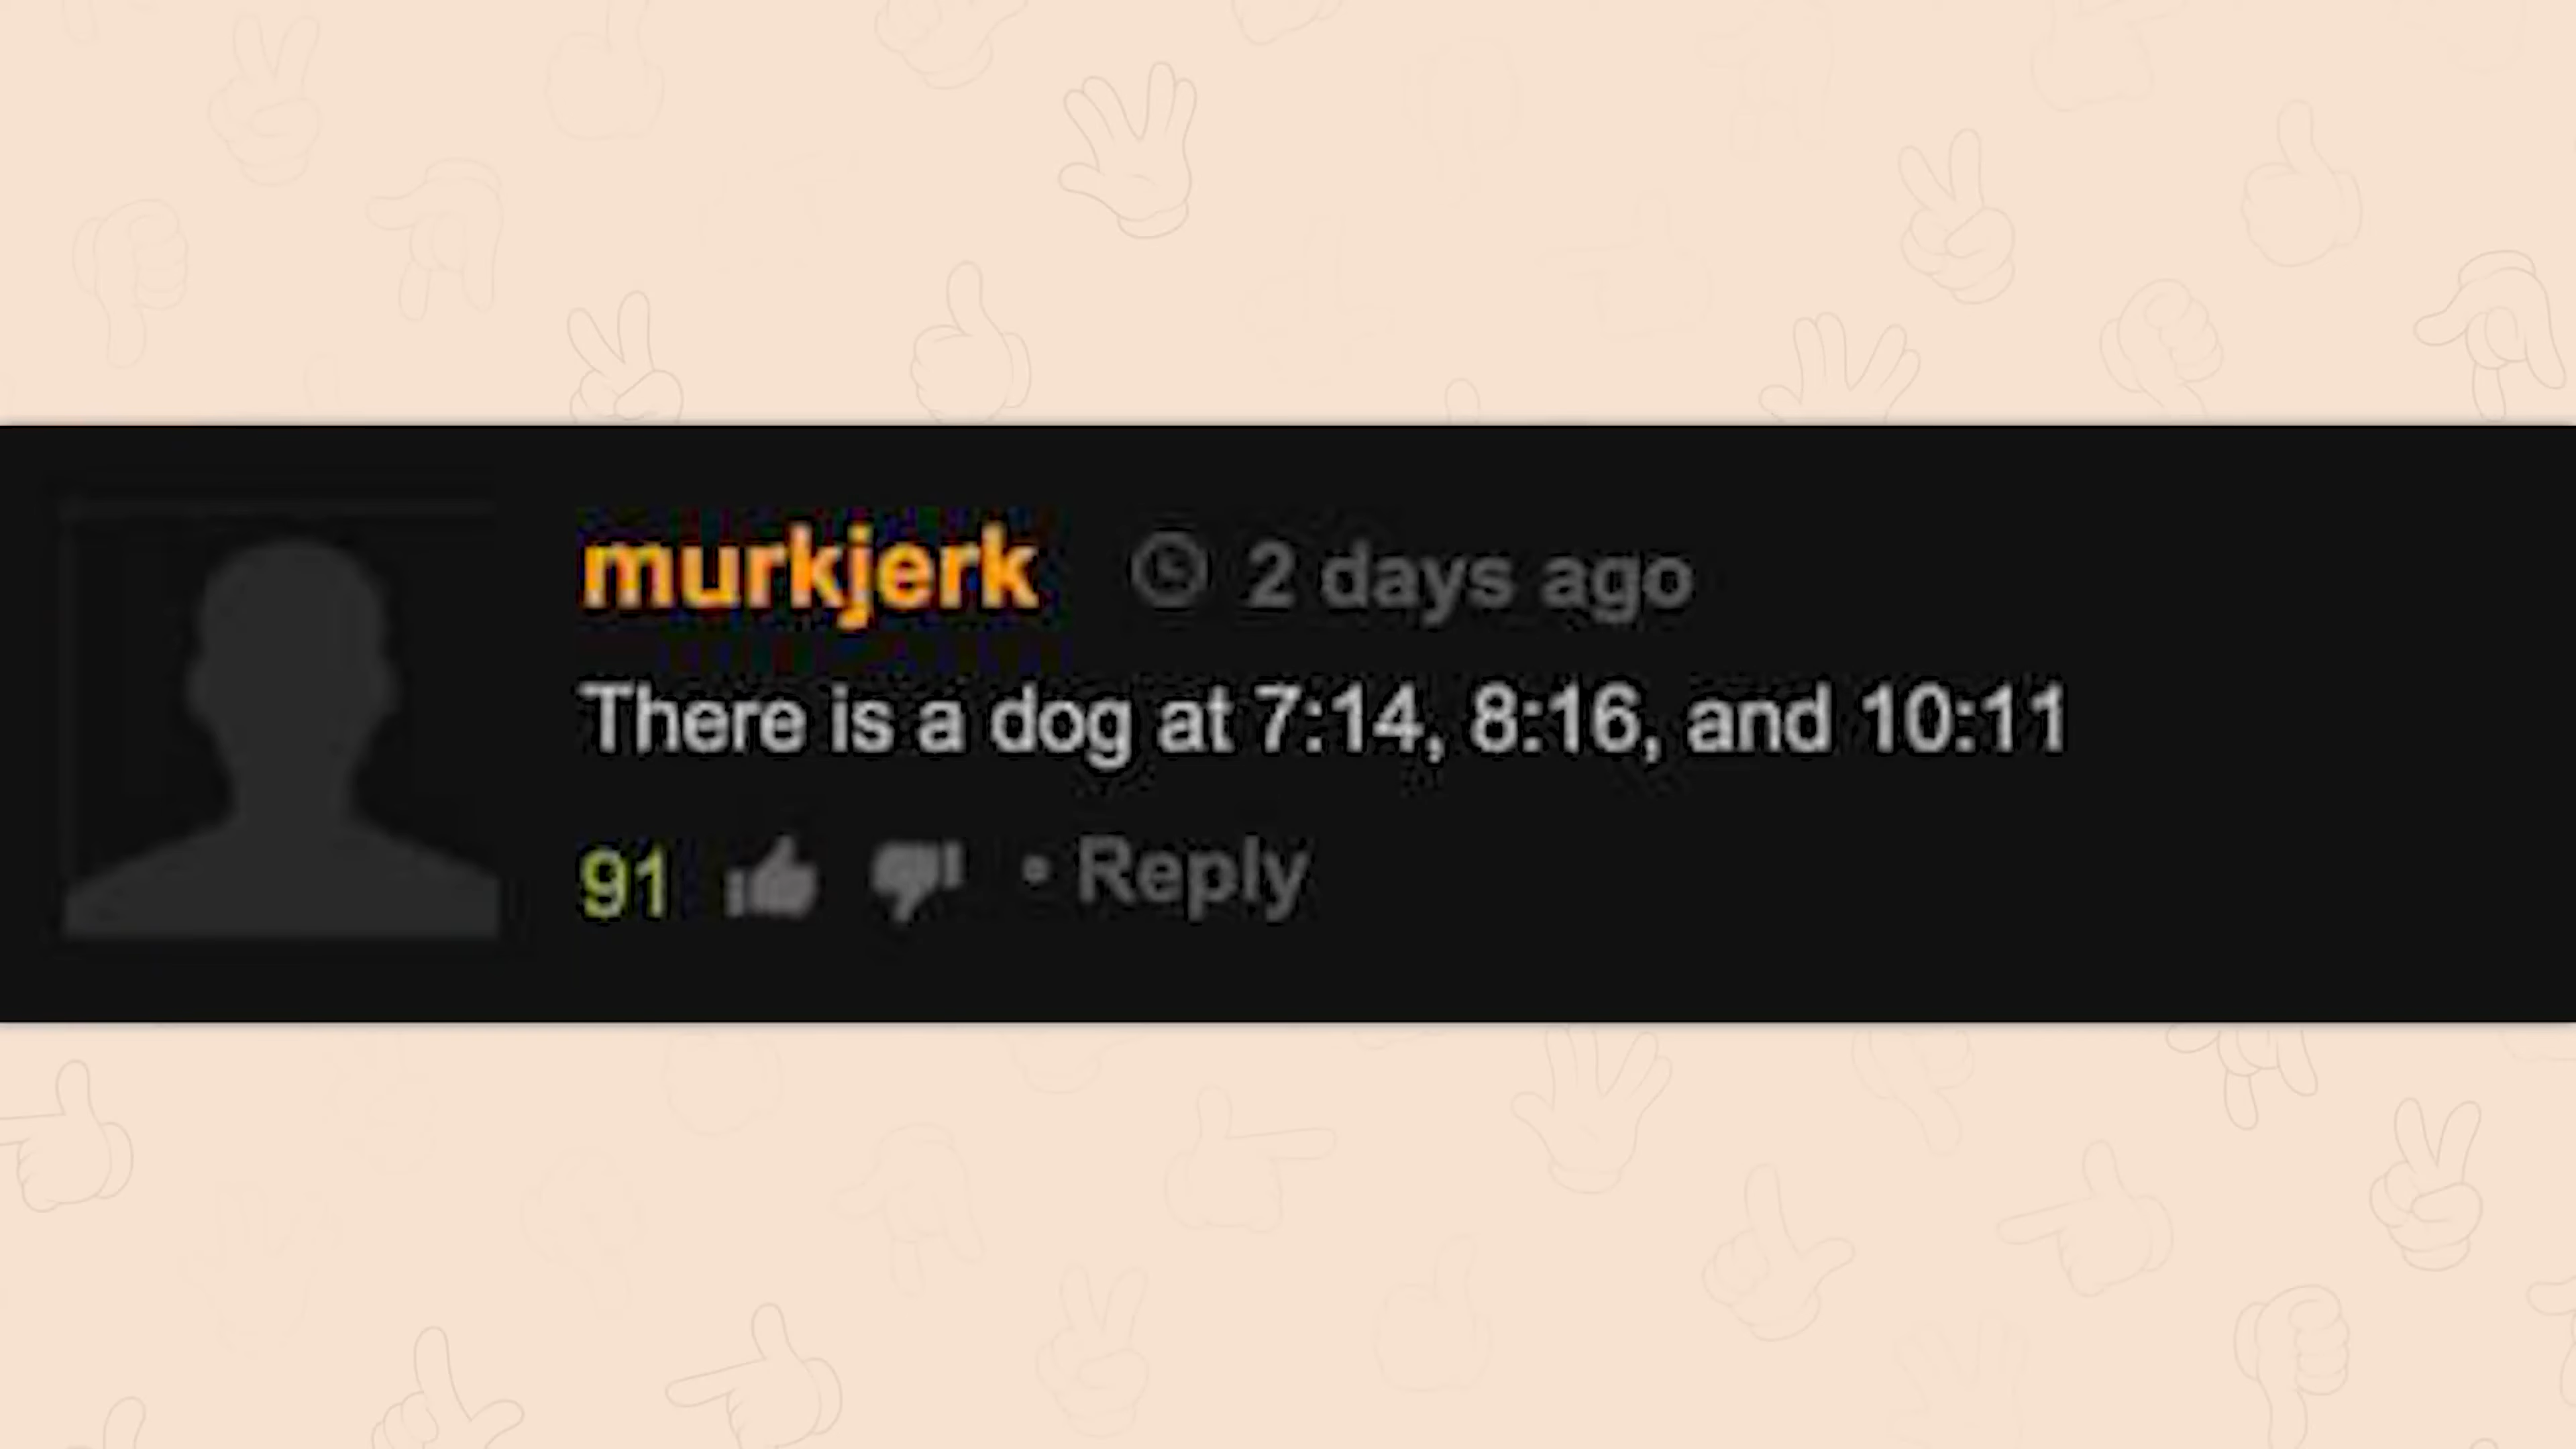 murkjerk 2 days ago
There is a dog at 7:14, 8:16, and 10:11
91 • Reply